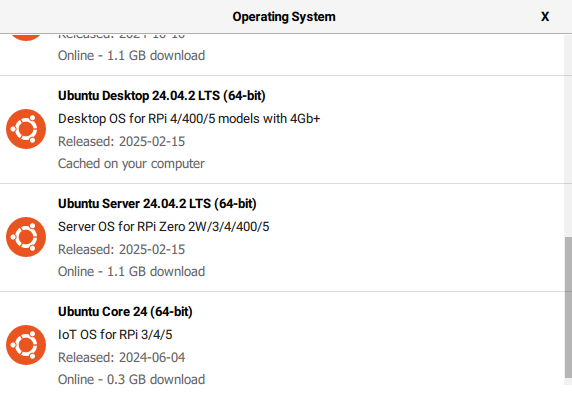 Operating System
X
Released: 2024-10-10
Online - 1.1 GB download
Ubuntu Desktop 24.04.2 LTS (64-bit)
Desktop OS for RPi 4/400/5 models with 4Gb+
Released: 2025-02-15
Cached on your computer
Ubuntu Server 24.04.2 LTS (64-bit)
Server OS for RPi Zero 2W/3/4/400/5
Released: 2025-02-15
Online - 1.1 GB download
Ubuntu Core 24 (64-bit)
IoT OS for RPi 3/4/5
Released: 2024-06-04
Online - 0.3 GB download